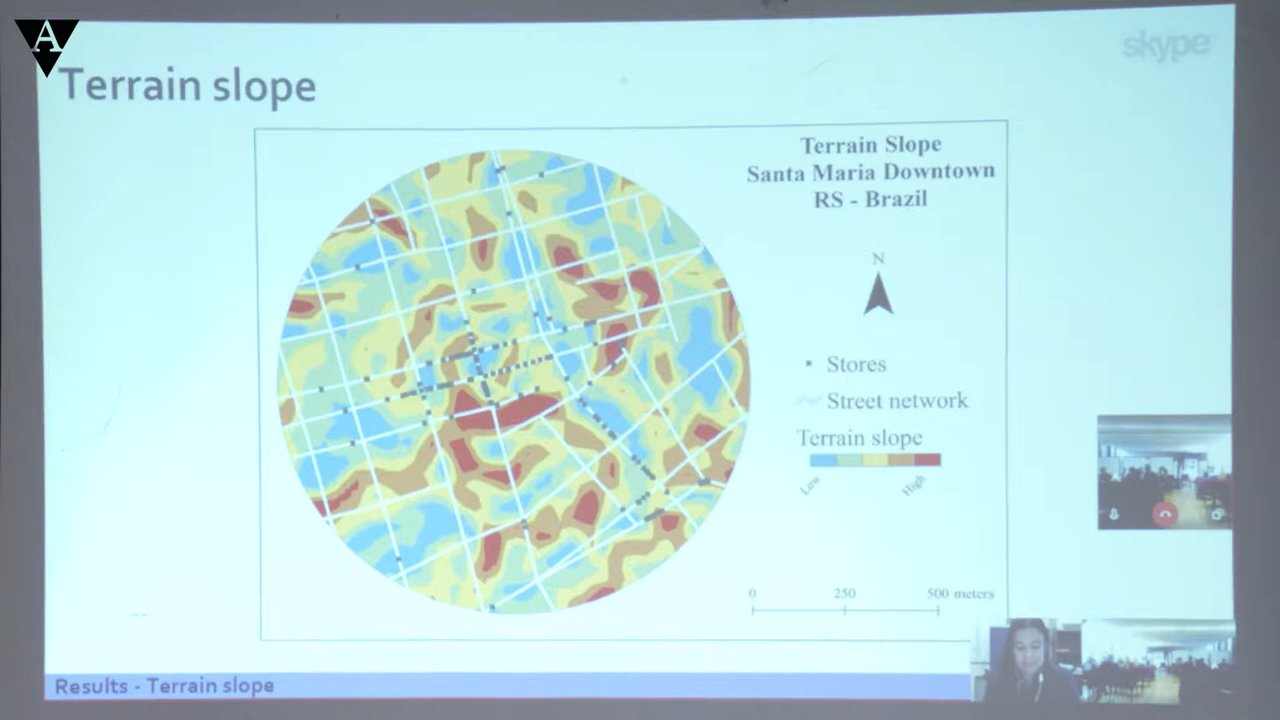 A
skype
Terrain slope
Terrain Slope
Santa Maria Downtown
RS - Brazil
N
Stores
Street network
Terrain slope
Low
High
0 250 500 meters
Results - Terrain slope